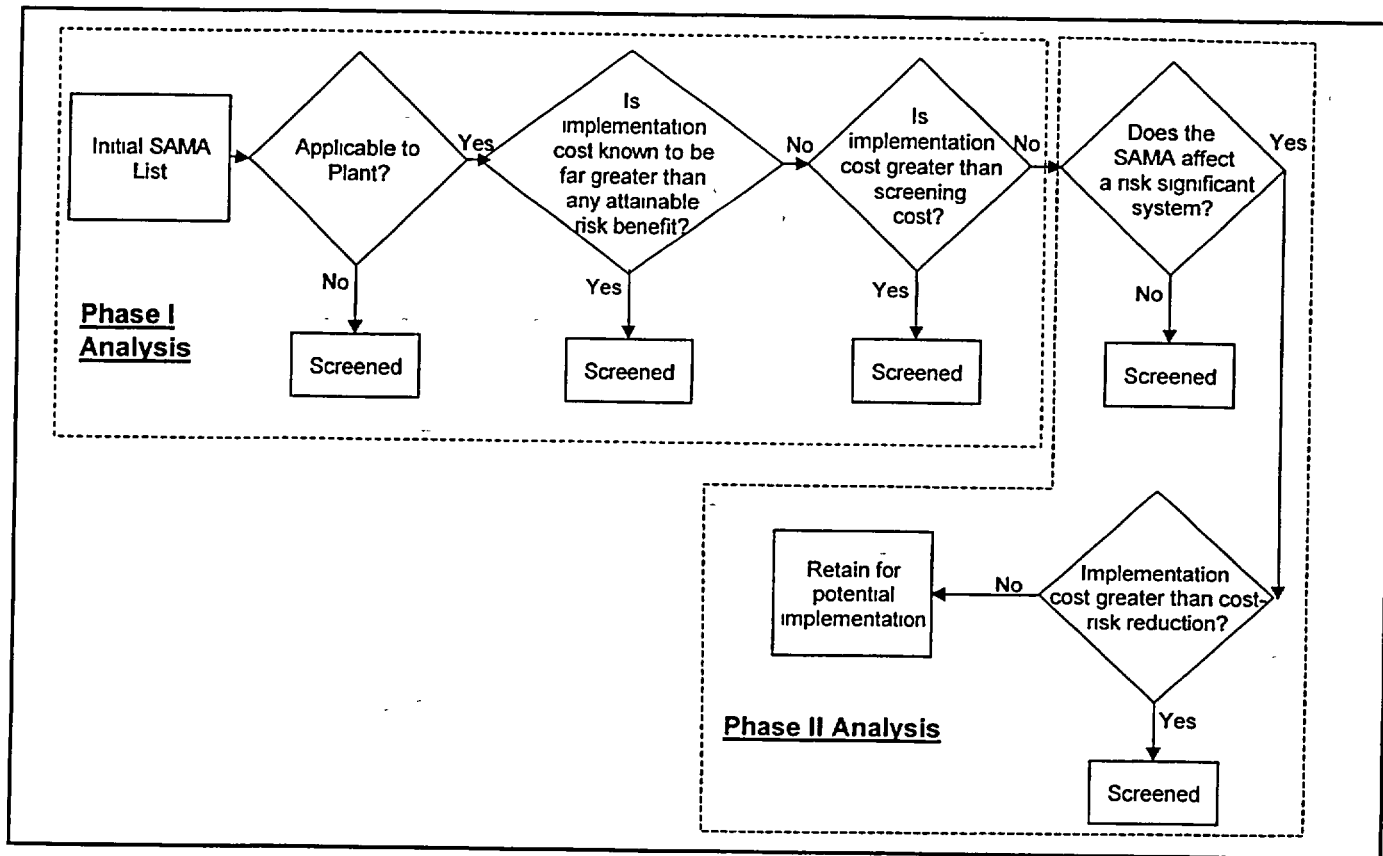 Initial SAMA
List
Applicable to
Plant?
Yes
No
Screened
Is
implementation
cost known to be
far greater than
any attainable
risk benefit?
No
Yes
Screened
Is
implementation
cost greater than
screening
cost?
No
Yes
Screened
Phase I
Analysis
Does the
SAMA affect
a risk significant
system?
Yes
No
Screened
Implementation
cost greater than cost-
risk reduction?
No
Retain for
potential
implementation
Yes
Screened
Phase II Analysis